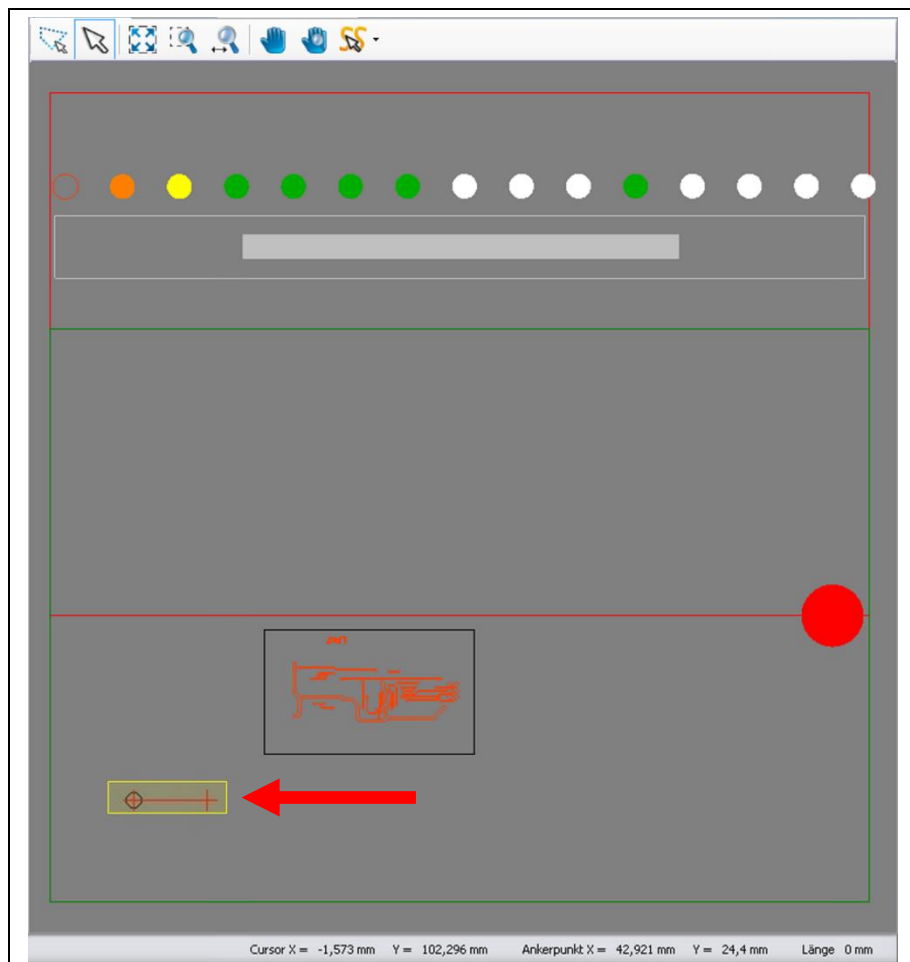 Cursor X = -1,573 mm Y = 102,296 mm Ankerpunkt X = 42,921 mm Y = 24,4 mm Länge 0 mm